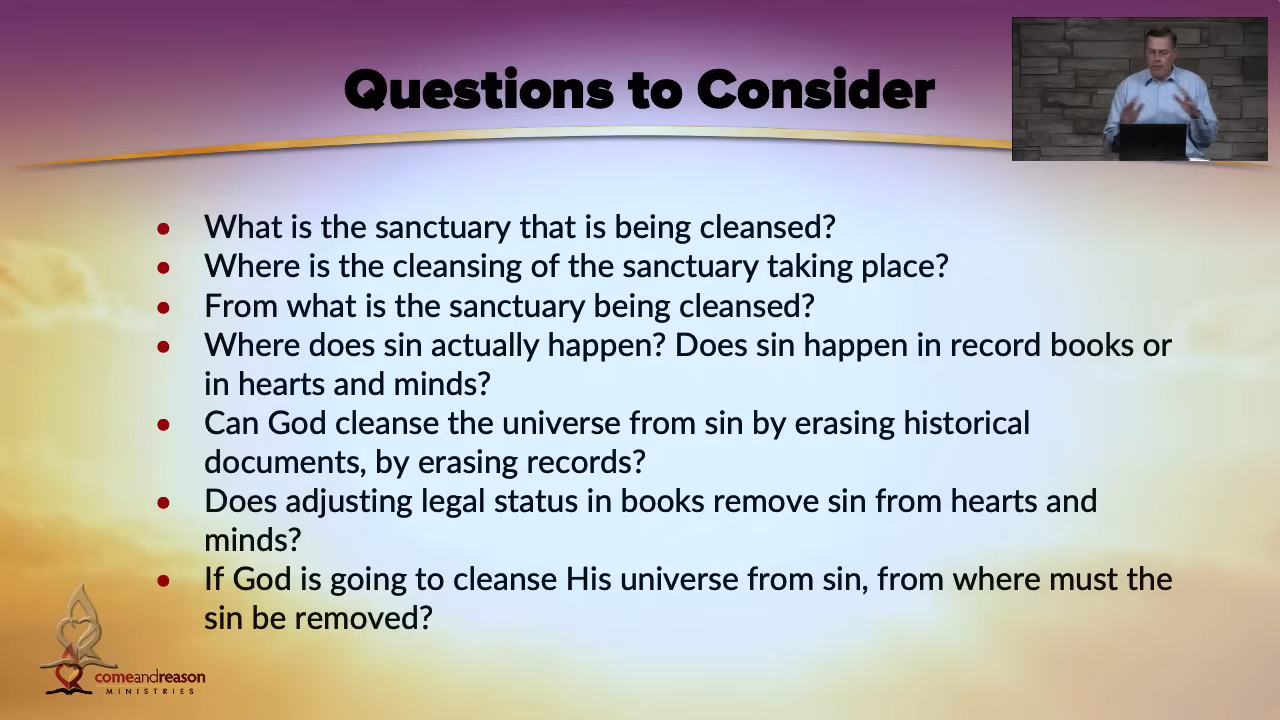 Questions to Consider
• What is the sanctuary that is being cleansed?
• Where is the cleansing of the sanctuary taking place?
• From what is the sanctuary being cleansed?
• Where does sin actually happen? Does sin happen in record books or
in hearts and minds?
• Can God cleanse the universe from sin by erasing historical
documents, by erasing records?
• Does adjusting legal status in books remove sin from hearts and
minds?
• If God is going to cleanse His universe from sin, from where must the
sin be removed?
comeandreason
MINISTRIES